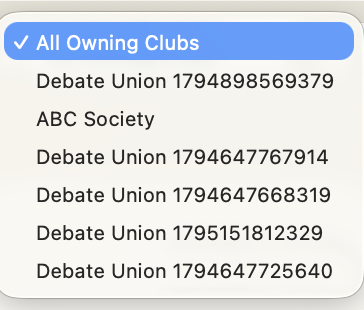 ✓ All Owning Clubs
Debate Union 1794898569379
ABC Society
Debate Union 1794647767914
Debate Union 1794647668319
Debate Union 1795151812329
Debate Union 1794647725640